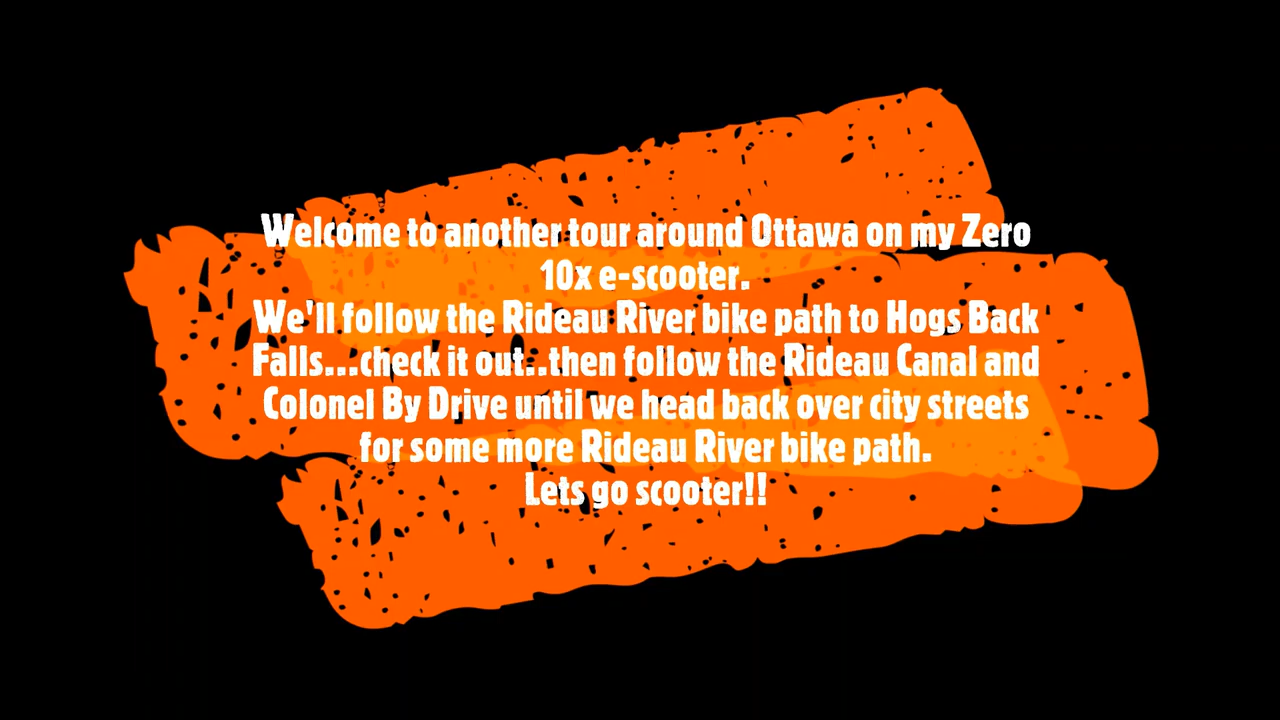 Welcome to another tour around Ottawa on my Zero
10x e-scooter.
We'll follow the Rideau River bike path to Hogs Back
Falls...check it out..then follow the Rideau Canal and
Colonel By Drive until we head back over city streets
for some more Rideau River bike path.
Lets go scooter!!